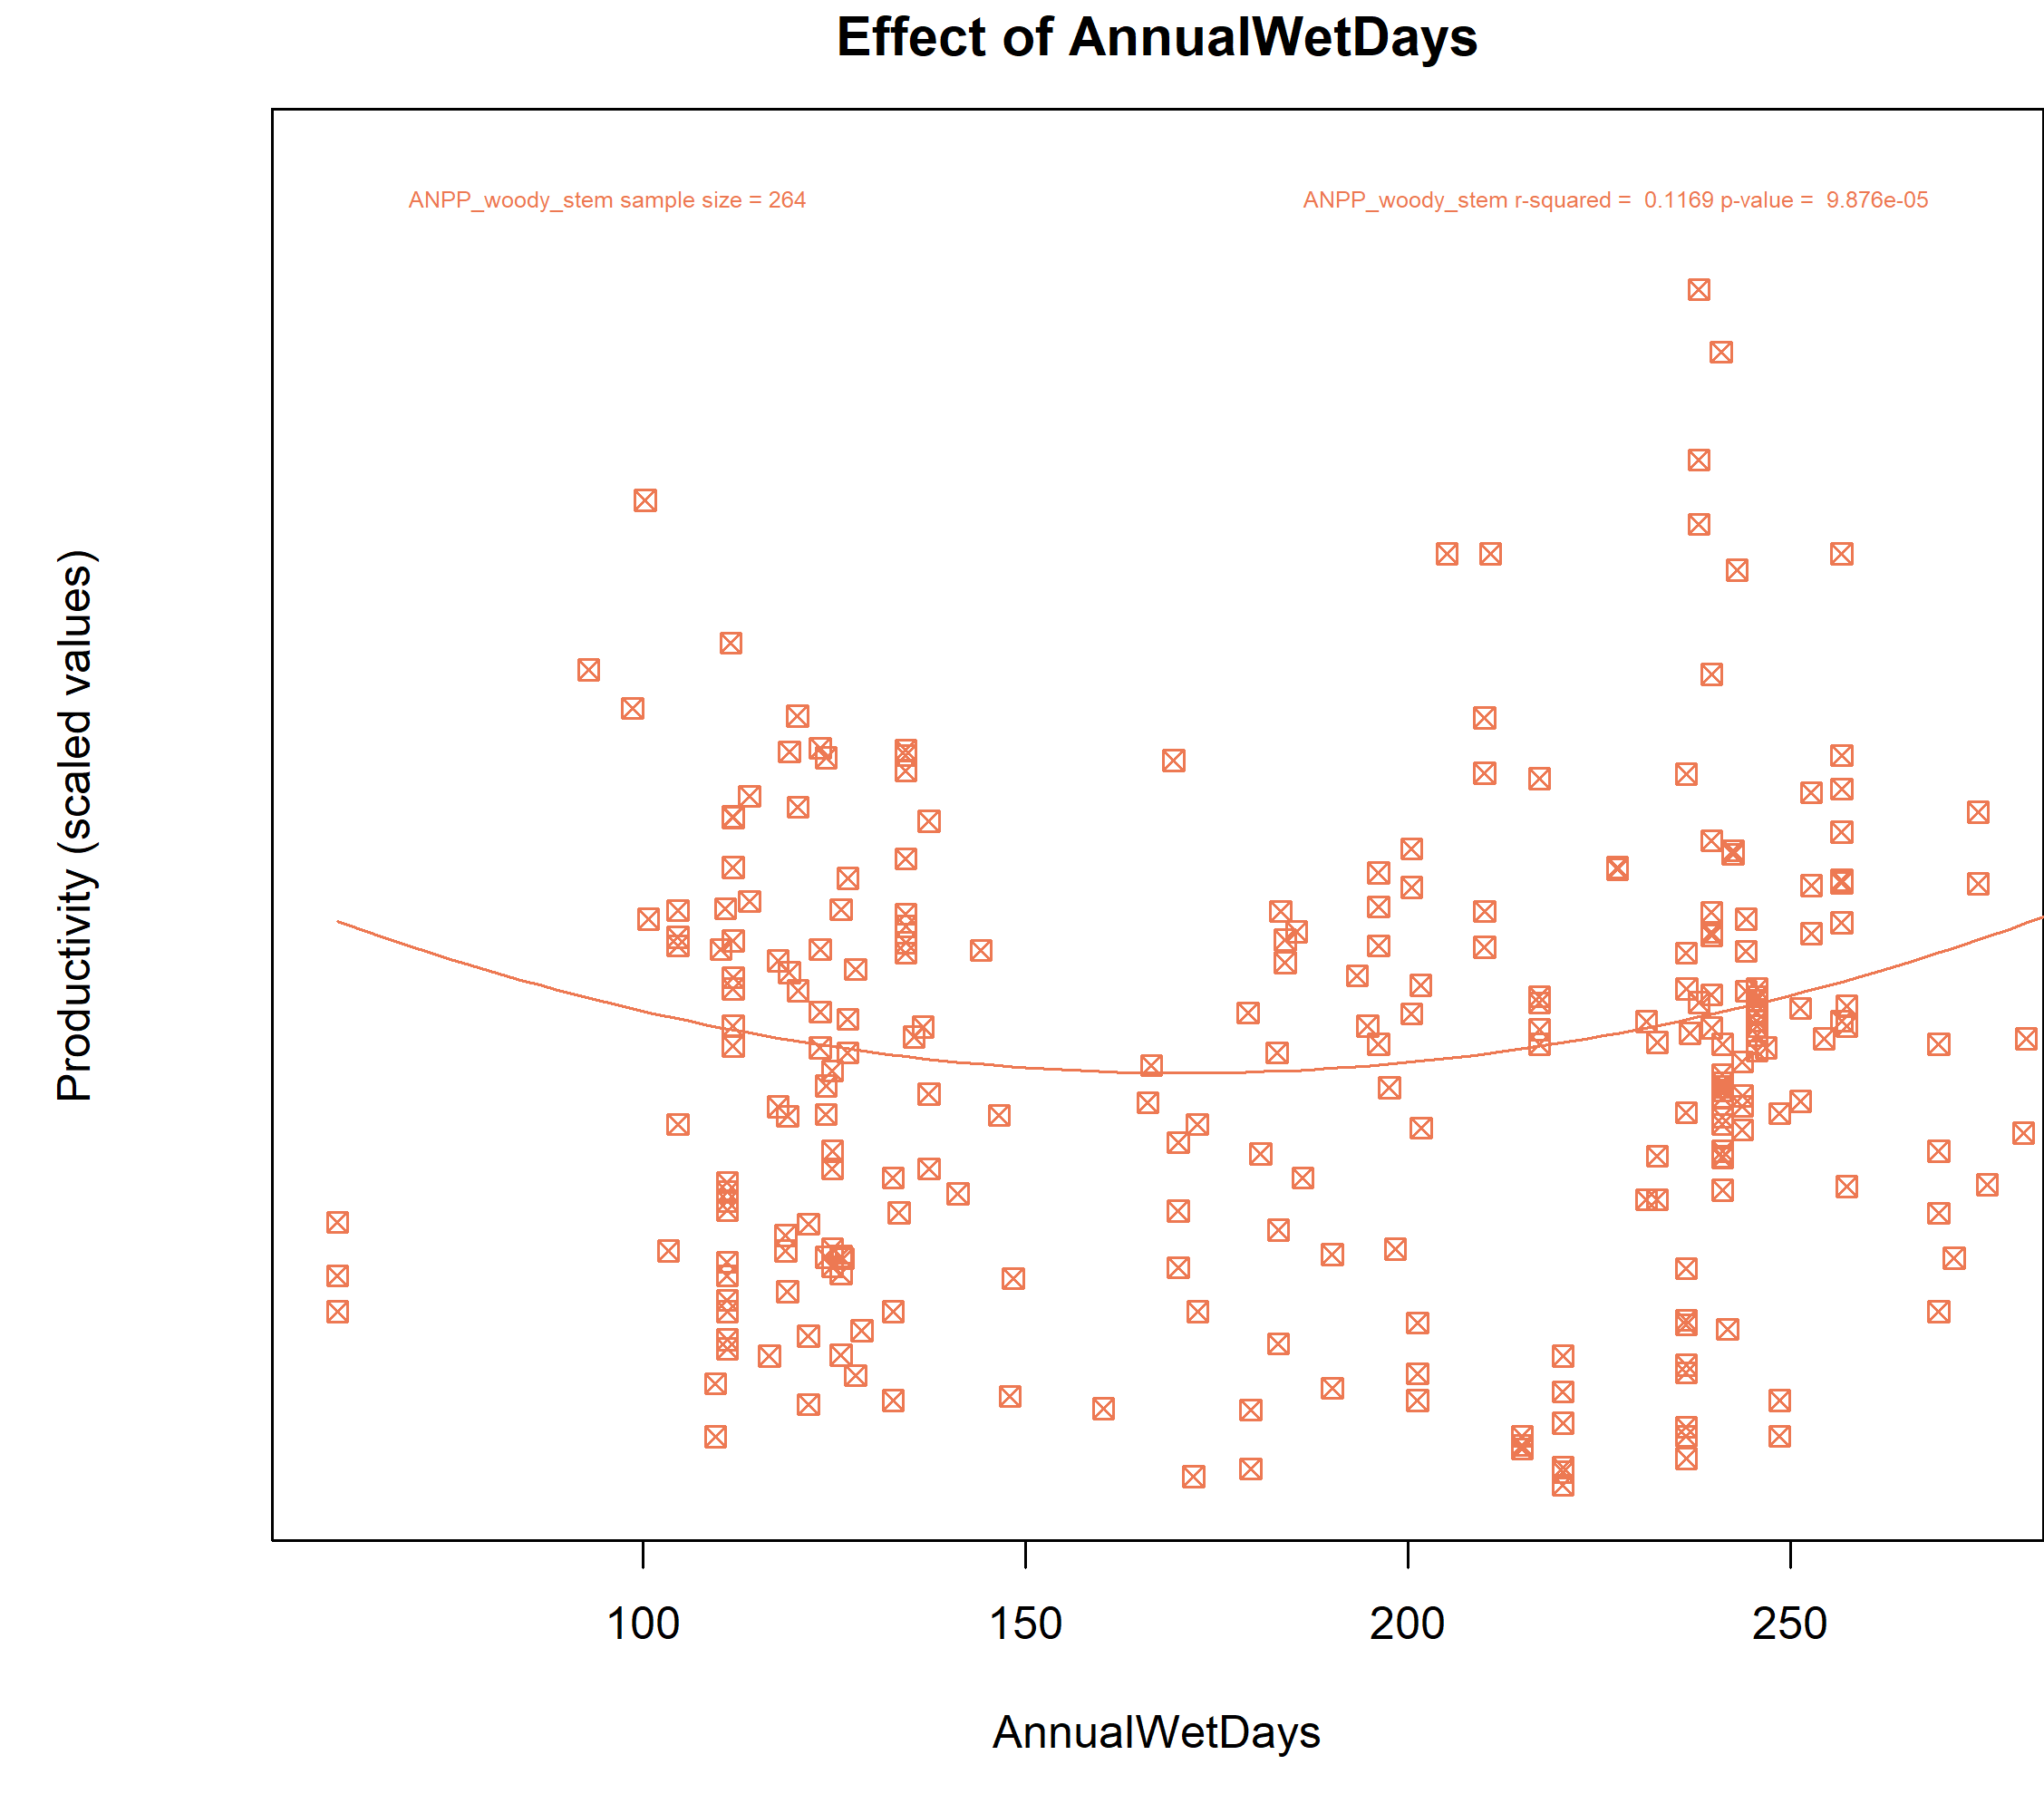 Effect of AnnualWetDays
ANPP_woody_stem sample size = 264
ANPP_woody_stem r-squared =  0.1169 p-value =  9.876e-05
Productivity (scaled values)
100 150 200 250
AnnualWetDays